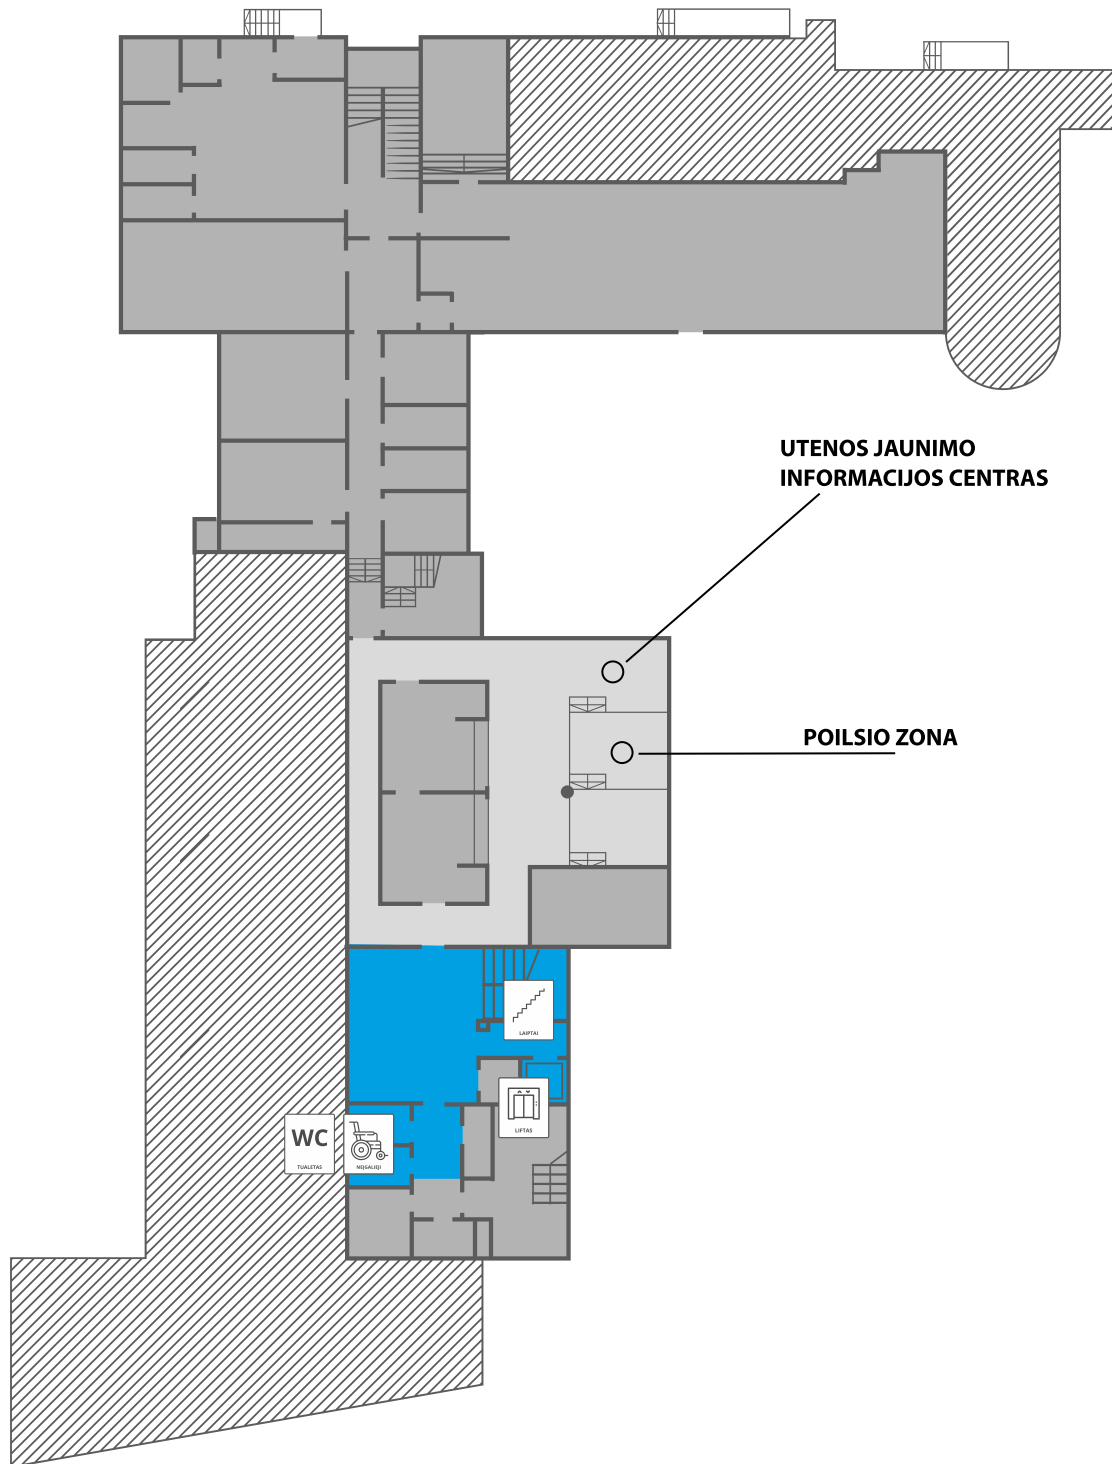 UTENOS JAUNIMO
INFORMACIJOS CENTRAS
POILSIO ZONA
LAIPTAI
LIFTAS
WC
TUALETAS
NEĮGALIEJI